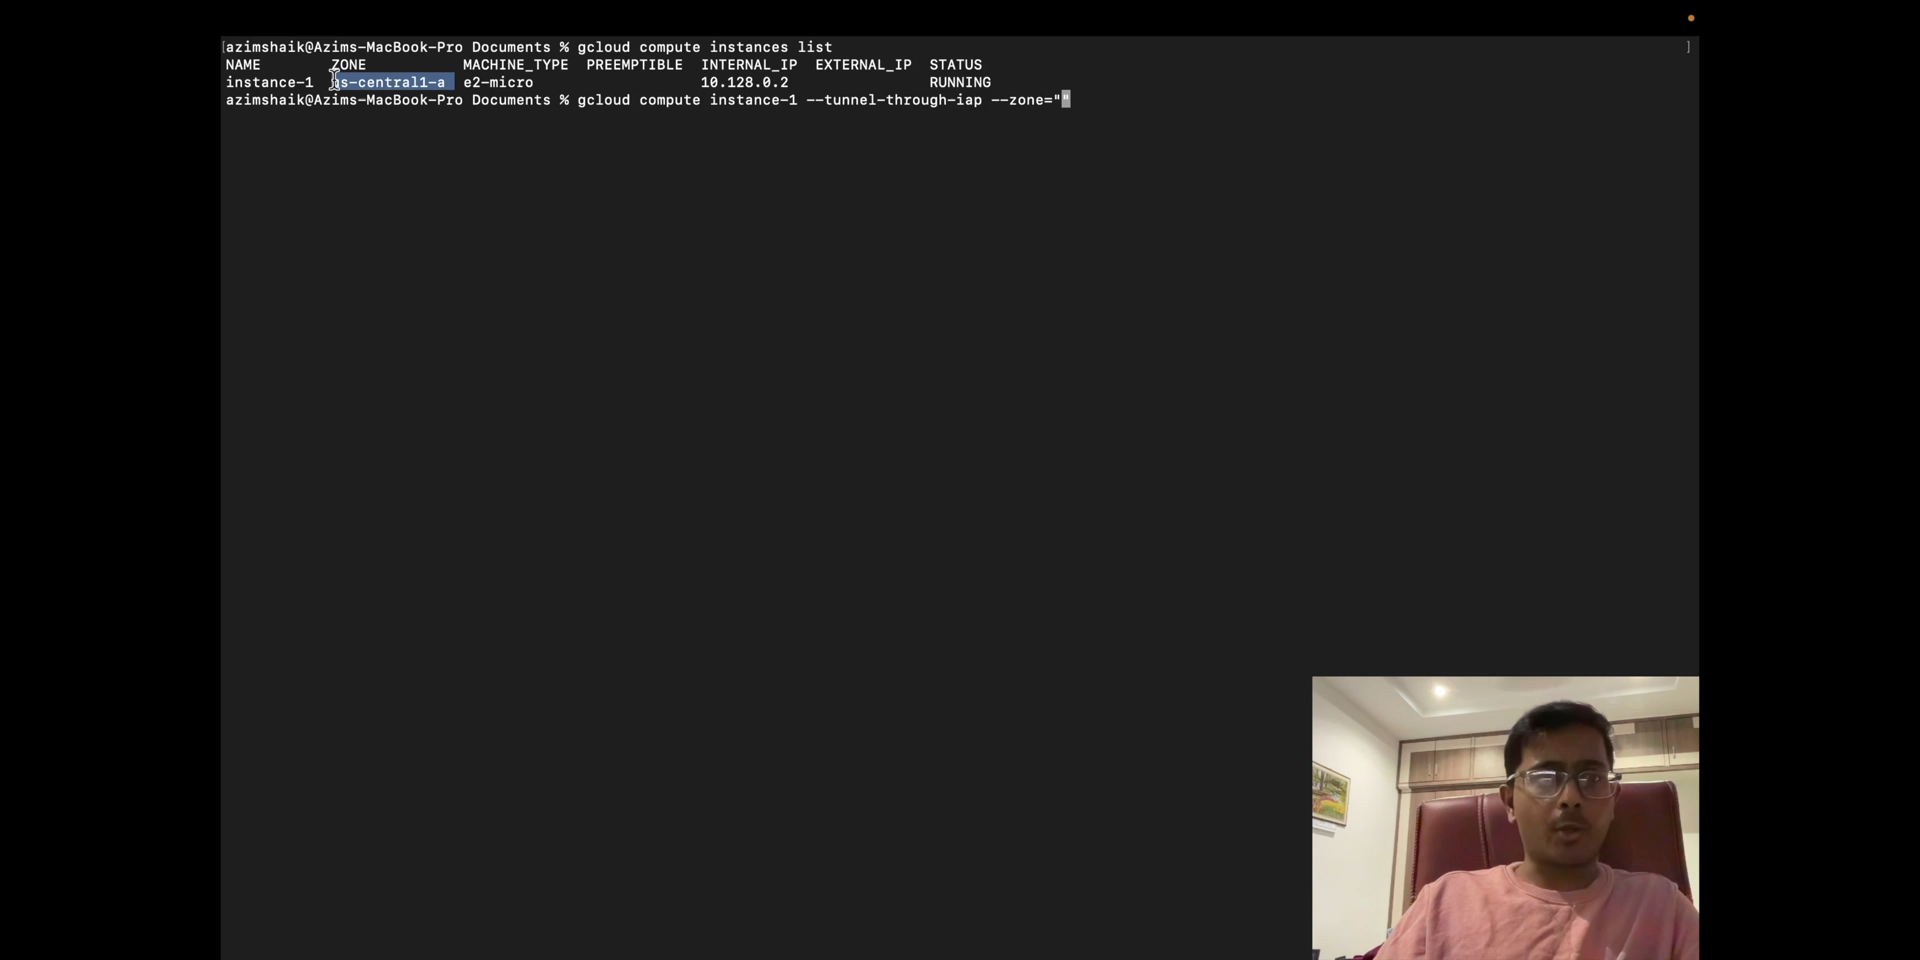 [azimshaik@Azims-MacBook-Pro Documents % gcloud compute instances list ]
NAME ZONE MACHINE_TYPE PREEMPTIBLE INTERNAL_IP EXTERNAL_IP STATUS
instance-1 us-central1-a e2-micro 10.128.0.2 RUNNING
azimshaik@Azims-MacBook-Pro Documents % gcloud compute instance-1 --tunnel-through-iap --zone=""